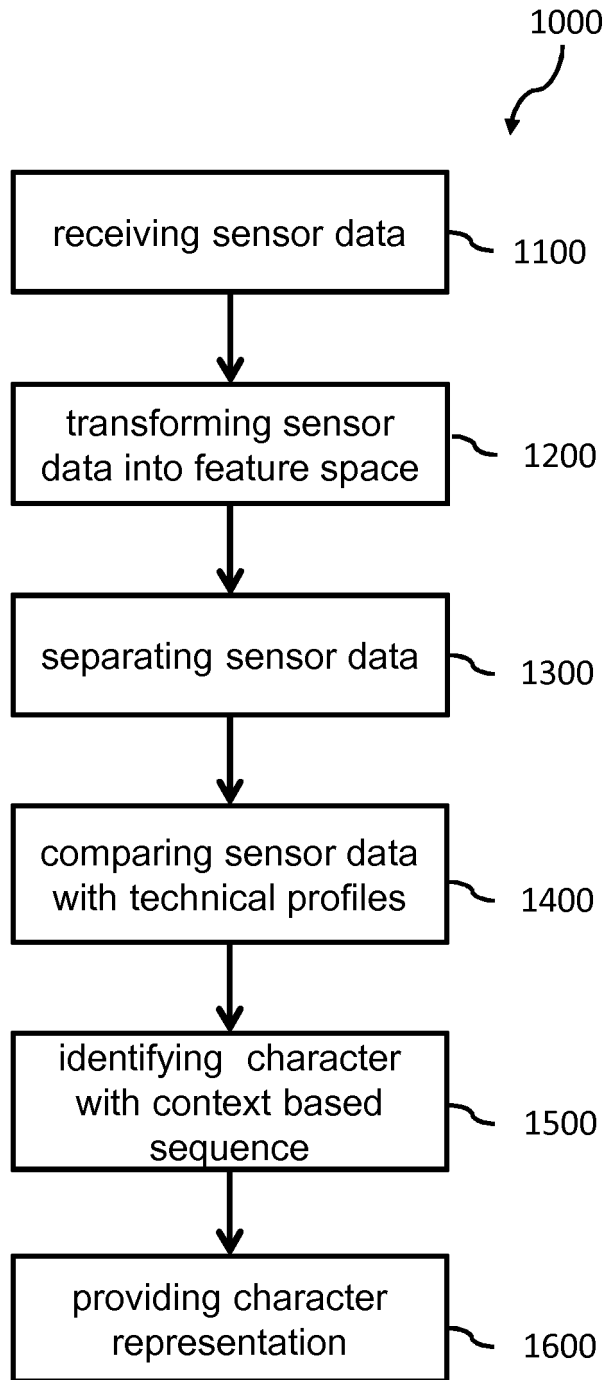 1000
receiving sensor data
1100
transforming sensor
data into feature space
1200
separating sensor data
1300
comparing sensor data
with technical profiles
1400
identifying character
with context based
sequence
1500
providing character
representation
1600